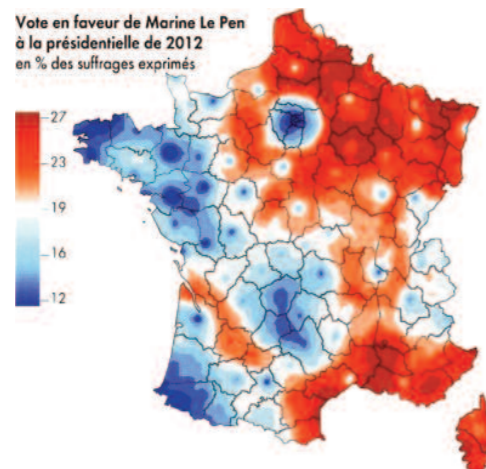 Vote en faveur de Marine Le Pen
à la présidentielle de 2012
en % des suffrages exprimés
27
23
19
16
12